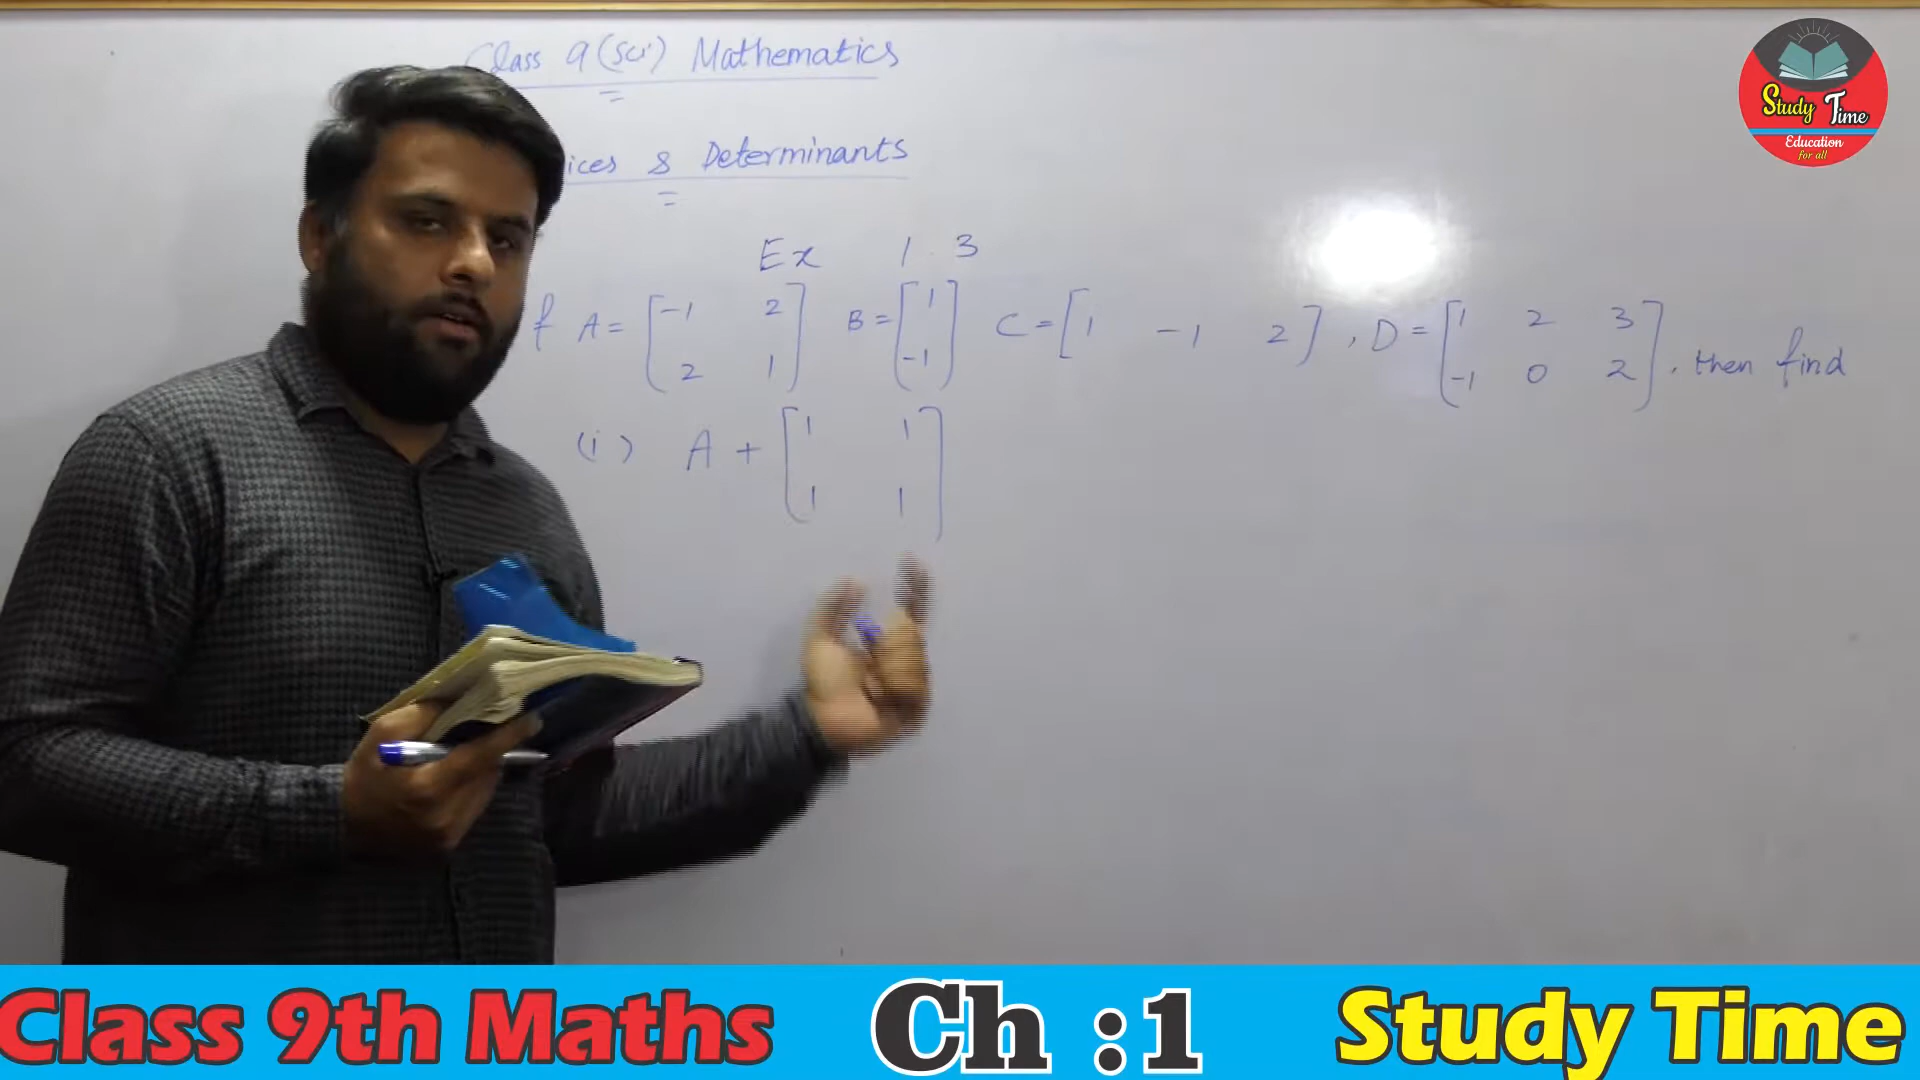 Class 9 (Sci) Mathematics
ices & Determinants
Ex 1.3
f A = [-1 2 B = [1 C = [1 -1 2], D = [1 2 3
2 1] -1] -1 0 2], then find
(i) A + [1 1
1 1]
Study Time
Education
for all
Class 9th Maths Ch :1 Study Time